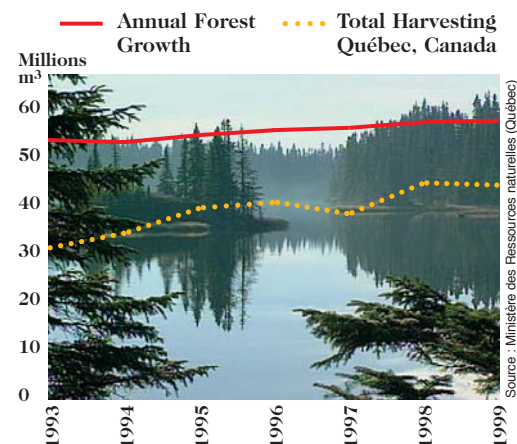 Annual Forest
Growth
Total Harvesting
Québec, Canada
Millions
m³
60
50
40
30
20
10
0
1993
1994
1995
1996
1997
1998
1999
Source : Ministère des Ressources naturelles (Québec)